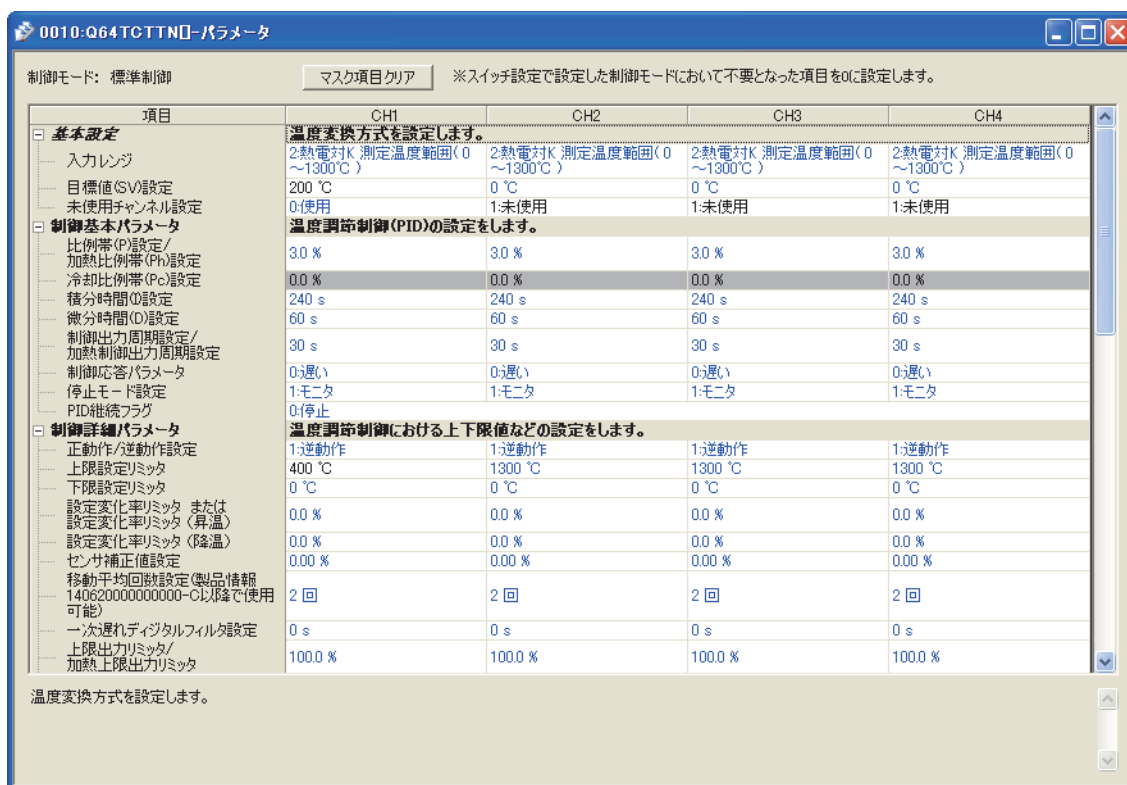 0010:Q64TCTTN[]-パラメータ
制御モード: 標準制御 マスク項目クリア ※スイッチ設定で設定した制御モードにおいて不要となった項目を0に設定します。
項目 CH1 CH2 CH3 CH4
基本設定 温度変換方式を設定します。
入力レンジ 2:熱電対K 測定温度範囲(0～1300℃) 2:熱電対K 測定温度範囲(0～1300℃) 2:熱電対K 測定温度範囲(0～1300℃) 2:熱電対K 測定温度範囲(0～1300℃)
目標値(SV)設定 200 ℃ 0 ℃ 0 ℃ 0 ℃
未使用チャンネル設定 0:使用 1:未使用 1:未使用 1:未使用
制御基本パラメータ 温度調節制御(PID)の設定をします。
比例帯(P)設定/
加熱比例帯(Ph)設定 3.0 % 3.0 % 3.0 % 3.0 %
冷却比例帯(Pc)設定 0.0 % 0.0 % 0.0 % 0.0 %
積分時間(I)設定 240 s 240 s 240 s 240 s
微分時間(D)設定 60 s 60 s 60 s 60 s
制御出力周期設定/
加熱制御出力周期設定 30 s 30 s 30 s 30 s
制御応答パラメータ 0:遅い 0:遅い 0:遅い 0:遅い
停止モード設定 1:モニタ 1:モニタ 1:モニタ 1:モニタ
PID継続フラグ 0:停止
制御詳細パラメータ 温度調節制御における上下限値などの設定をします。
正動作/逆動作設定 1:逆動作 1:逆動作 1:逆動作 1:逆動作
上限設定リミッタ 400 ℃ 1300 ℃ 1300 ℃ 1300 ℃
下限設定リミッタ 0 ℃ 0 ℃ 0 ℃ 0 ℃
設定変化率リミッタ または
設定変化率リミッタ (昇温) 0.0 % 0.0 % 0.0 % 0.0 %
設定変化率リミッタ (降温) 0.0 % 0.0 % 0.0 % 0.0 %
センサ補正値設定 0.00 % 0.00 % 0.00 % 0.00 %
移動平均回数設定(製品情報
140620000000000-C以降で使用
可能) 2 回 2 回 2 回 2 回
一次遅れディジタルフィルタ設定 0 s 0 s 0 s 0 s
上限出力リミッタ/
加熱上限出力リミッタ 100.0 % 100.0 % 100.0 % 100.0 %
温度変換方式を設定します。